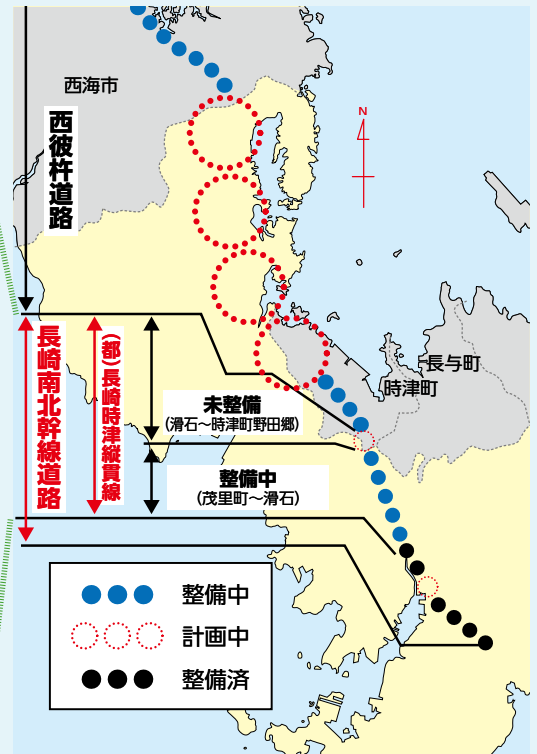 西海市
西彼杵道路
N
長与町
時津町
長崎南北幹線道路
(都)長崎時津縦貫線
未整備
(滑石～時津町野田郷)
整備中
(茂里町～滑石)
整備中
計画中
整備済